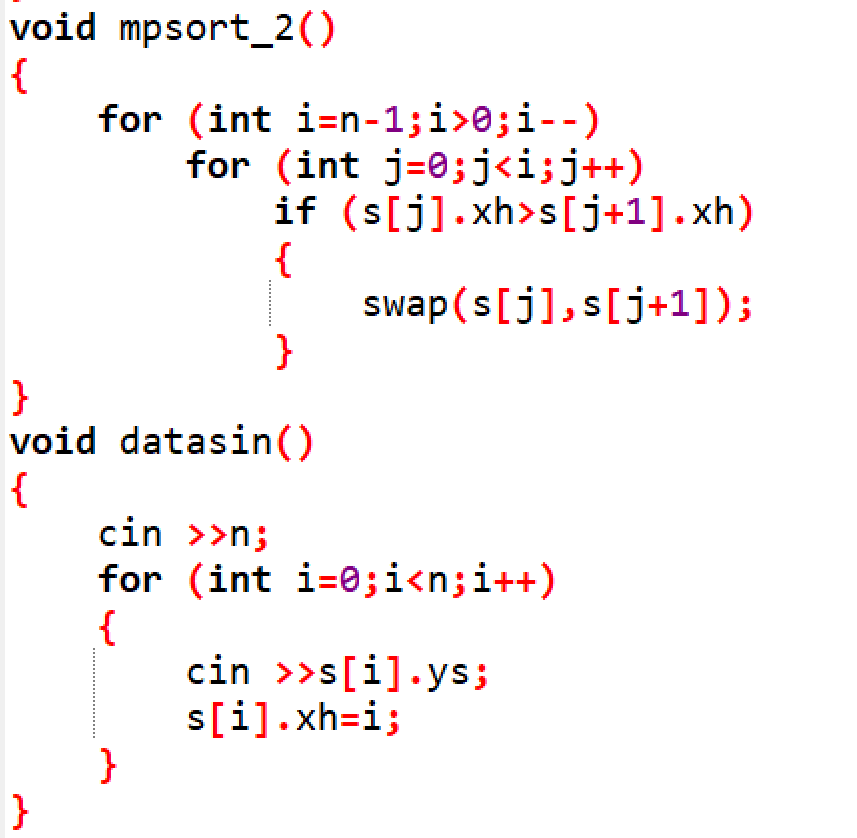 void mpsort_2()
{
    for (int i=n-1;i>0;i--)
        for (int j=0;j<i;j++)
            if (s[j].xh>s[j+1].xh)
            {
                swap(s[j],s[j+1]);
            }
}
void datasin()
{
    cin >>n;
    for (int i=0;i<n;i++)
    {
        cin >>s[i].ys;
        s[i].xh=i;
    }
}